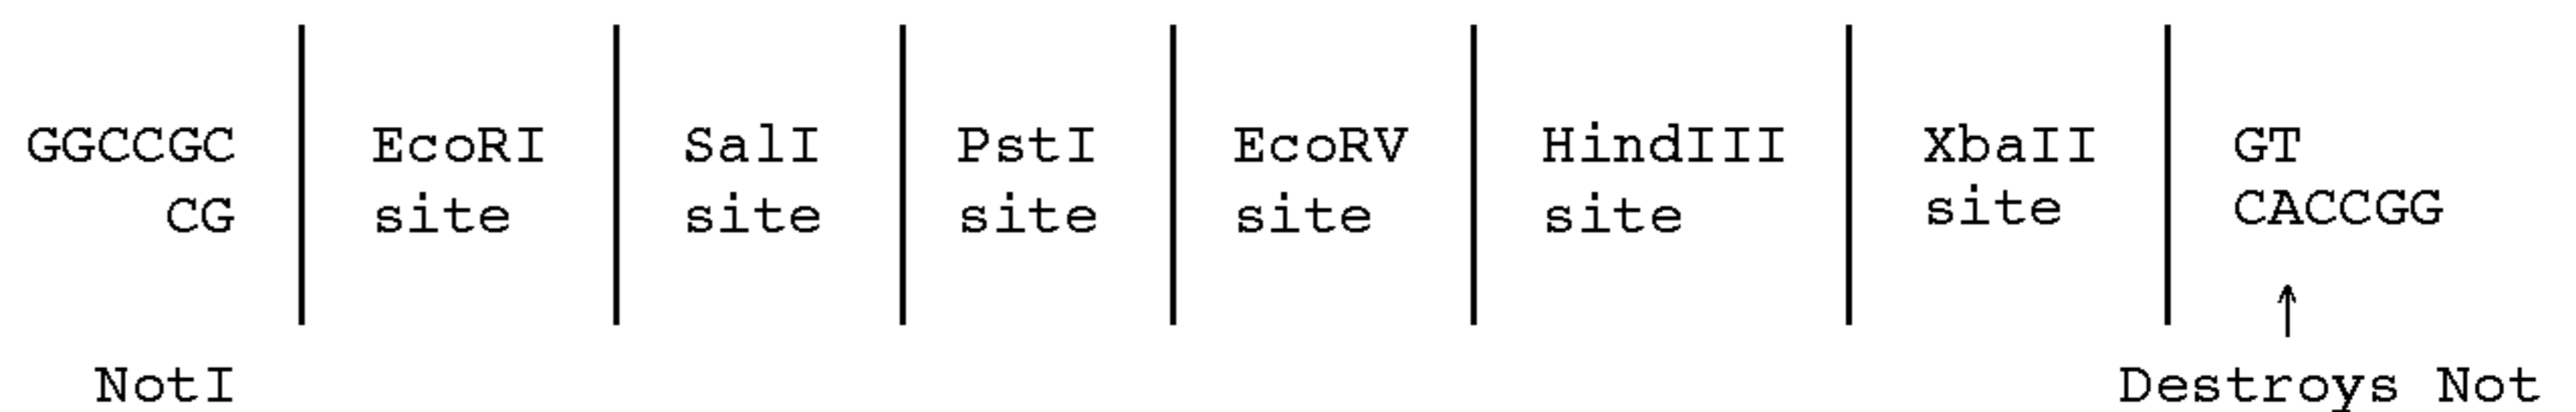 GGCCGC EcoRI SalI PstI EcoRV HindIII XbaII GT
CG site site site site site site CACCGG
↑
NotI Destroys Not